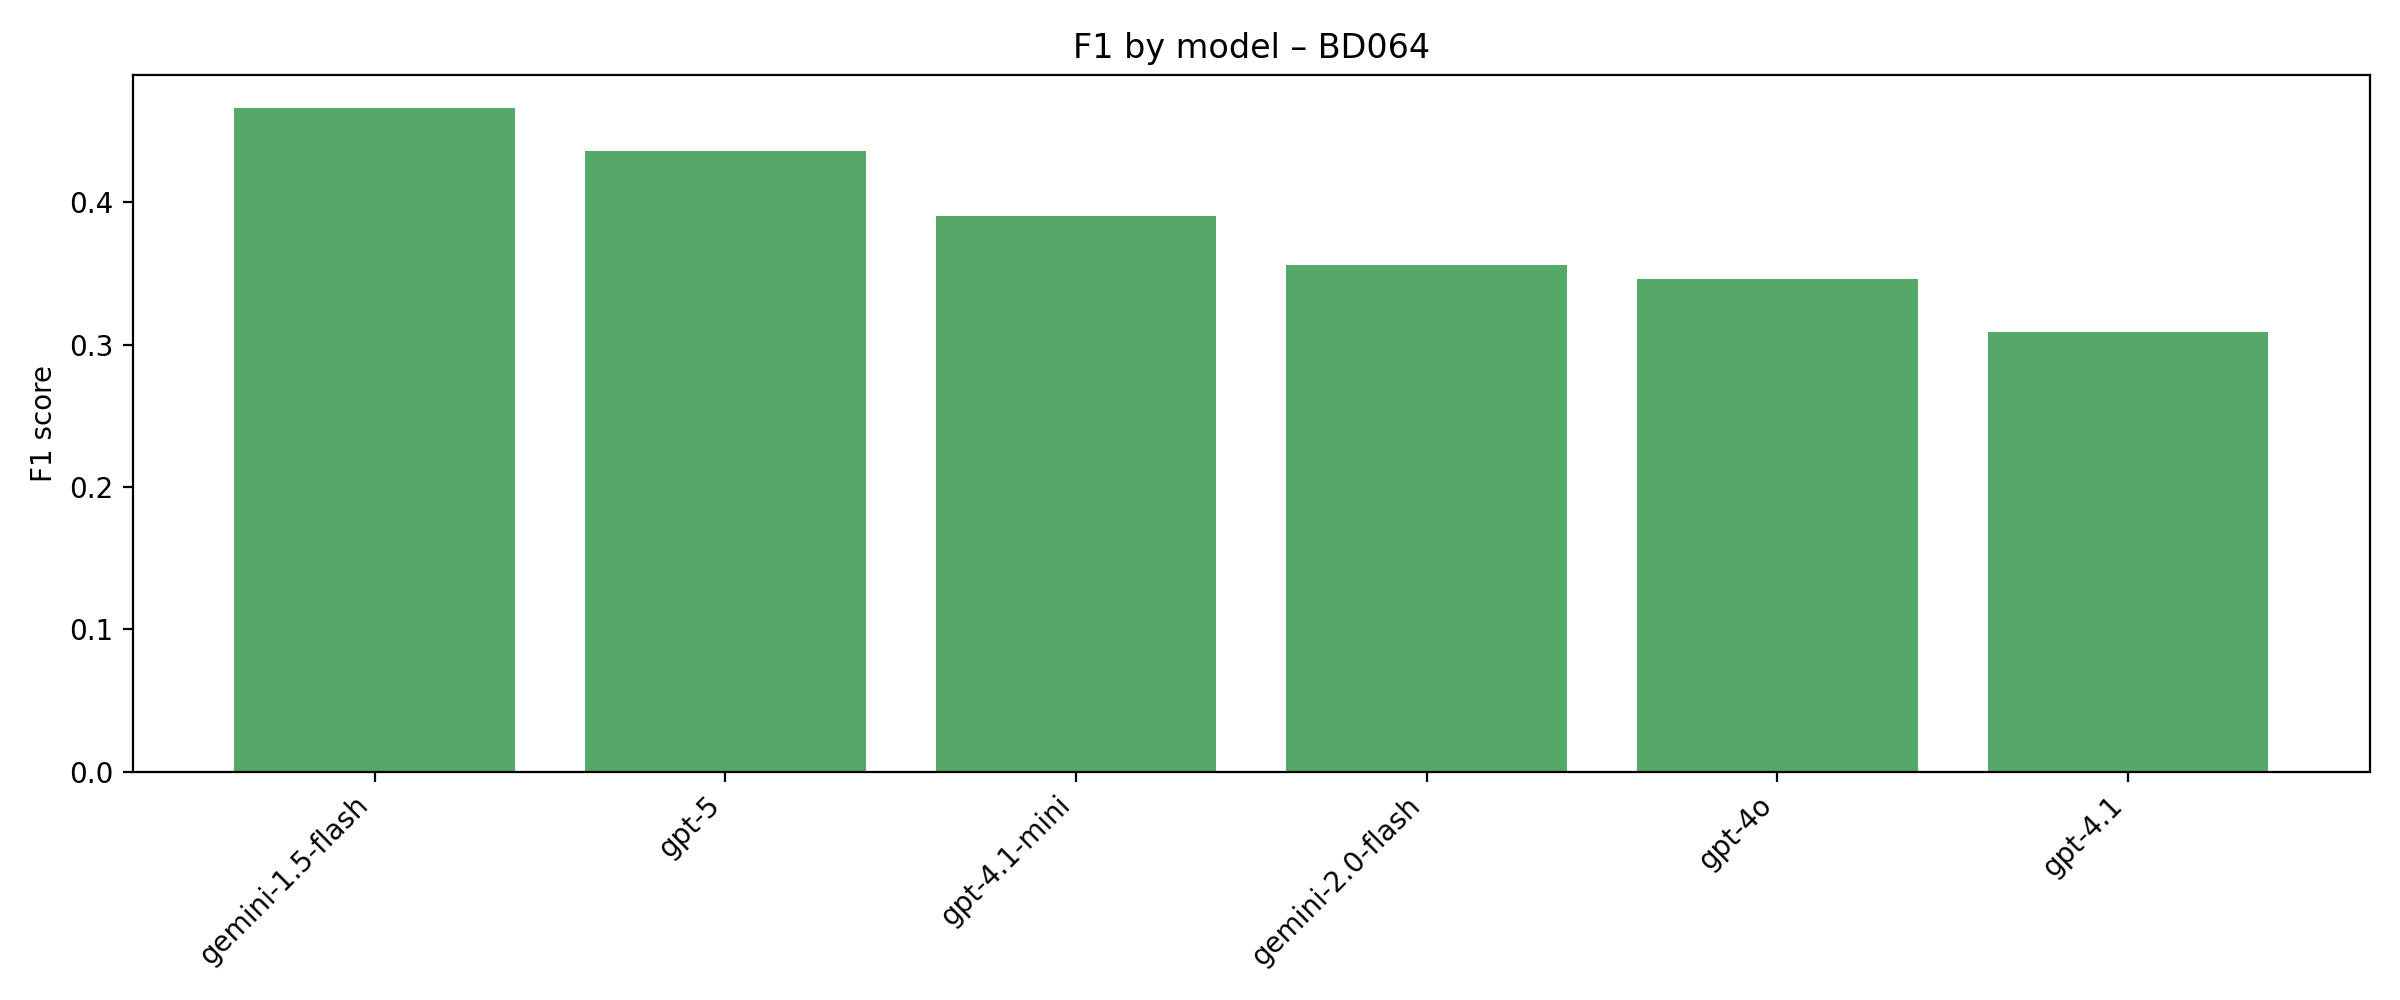 F1 by model – BD064
F1 score
0.4
0.3
0.2
0.1
0.0
gemini-1.5-flash
gpt-5
gpt-4.1-mini
gemini-2.0-flash
gpt-4o
gpt-4.1